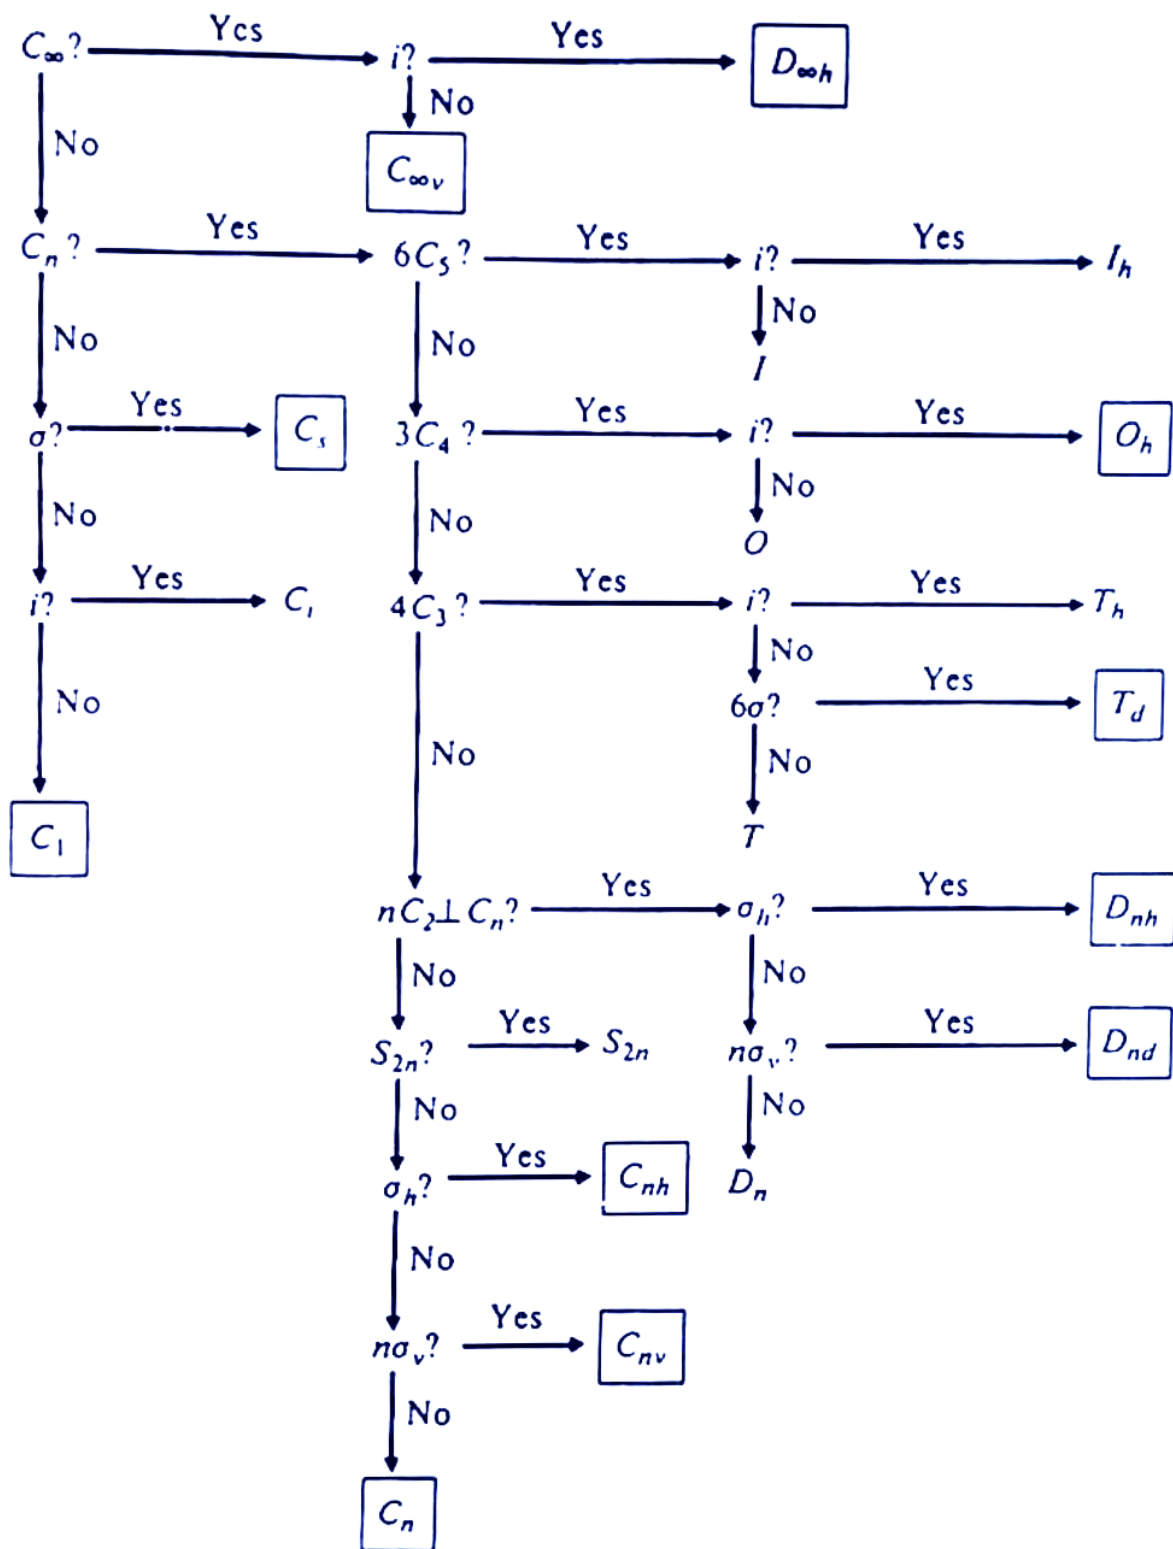 C∞? Yes i? Yes D∞h
No No
C∞v
Cn? Yes 6C5? Yes i? Yes Ih
No No No
I
σ? Yes Cs 3C4? Yes i? Yes Oh
No No No
O
i? Yes Ci 4C3? Yes i? Yes Th
No No No
6σ? Yes Td
No
T
C1
nC2⊥Cn? Yes σh? Yes Dnh
No No
S2n? Yes S2n nσv? Yes Dnd
No No
σh? Yes Cnh Dn
No
nσv? Yes Cnv
No
Cn